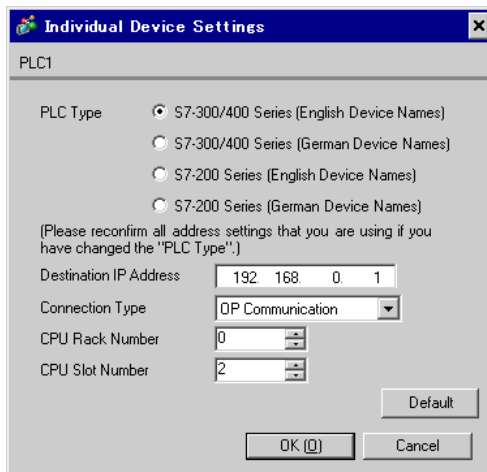 Individual Device Settings
PLC1
PLC Type
S7-300/400 Series (English Device Names)
S7-300/400 Series (German Device Names)
S7-200 Series (English Device Names)
S7-200 Series (German Device Names)
(Please reconfirm all address settings that you are using if you
have changed the "PLC Type".)
Destination IP Address 192. 168. 0. 1
Connection Type OP Communication
CPU Rack Number 0
CPU Slot Number 2
Default
OK (O) Cancel